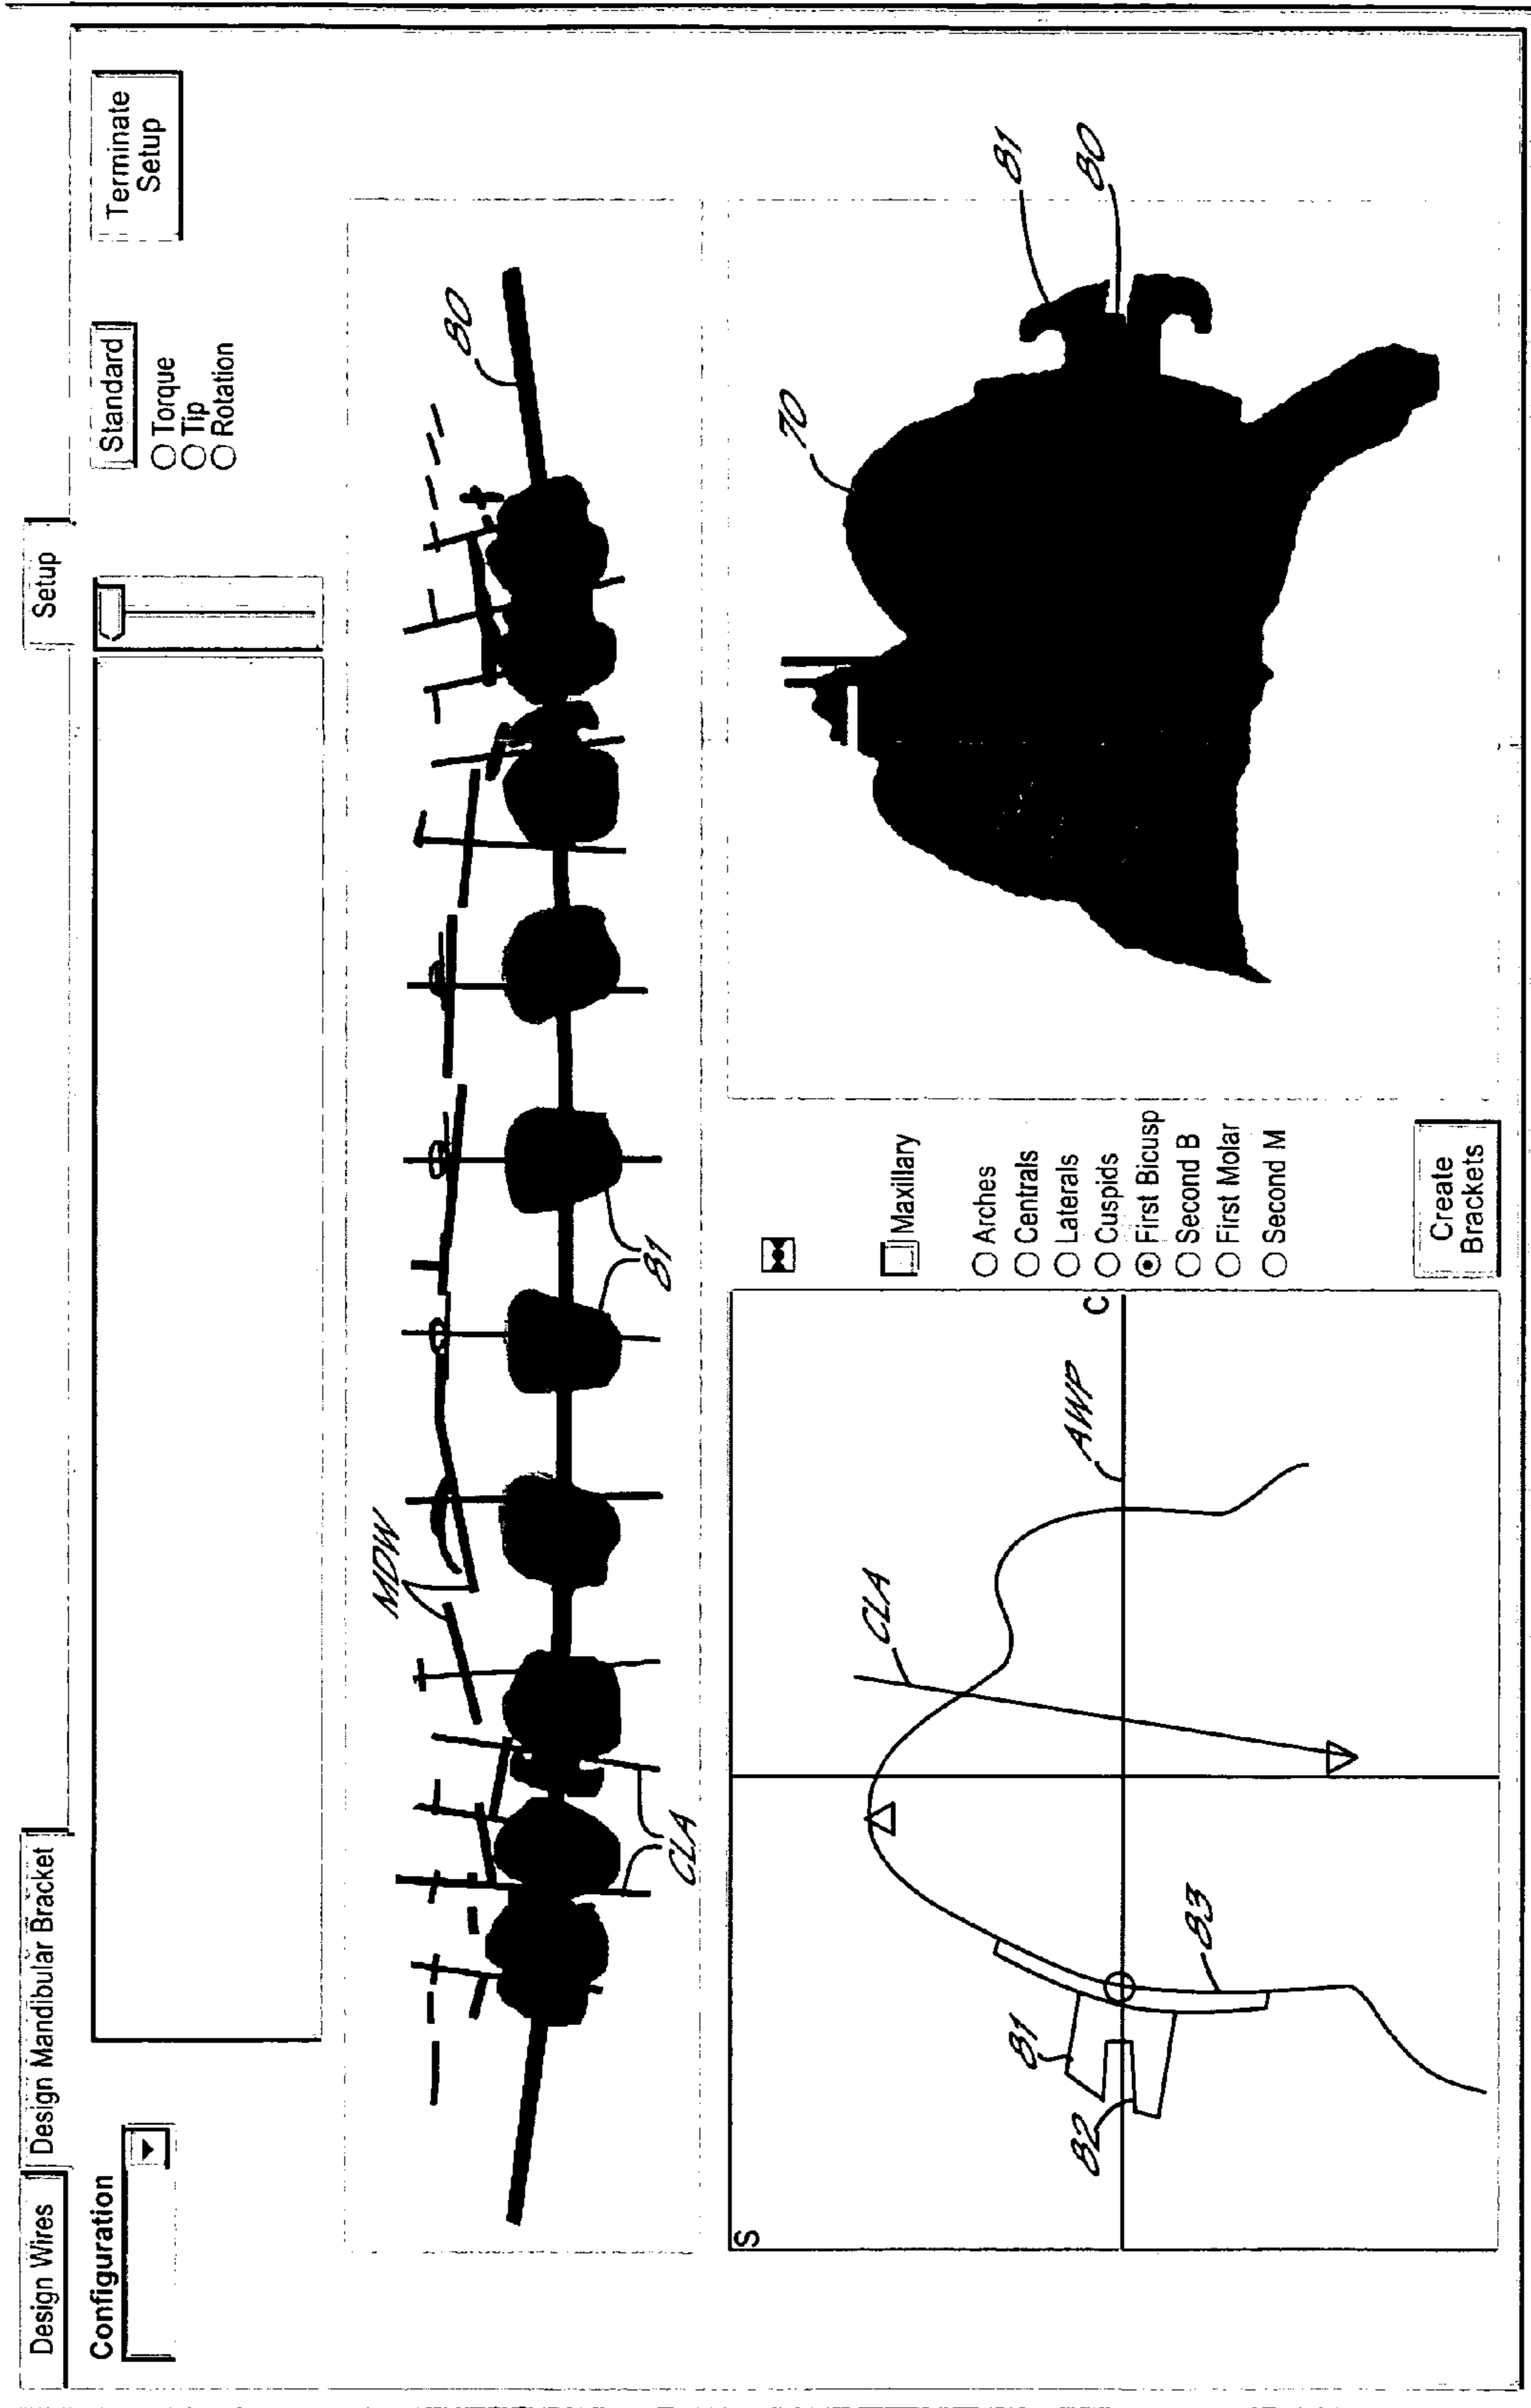 Design Wires
Design Mandibular Bracket
Setup
Configuration
Standard
Torque
Tip
Rotation
Terminate
Setup
MDW
80
81
CLA
S
C
CLA
AWP
81
82
83
Maxillary
Arches
Centrals
Laterals
Cuspids
First Bicusp
Second B
First Molar
Second M
Create
Brackets
70
81
80